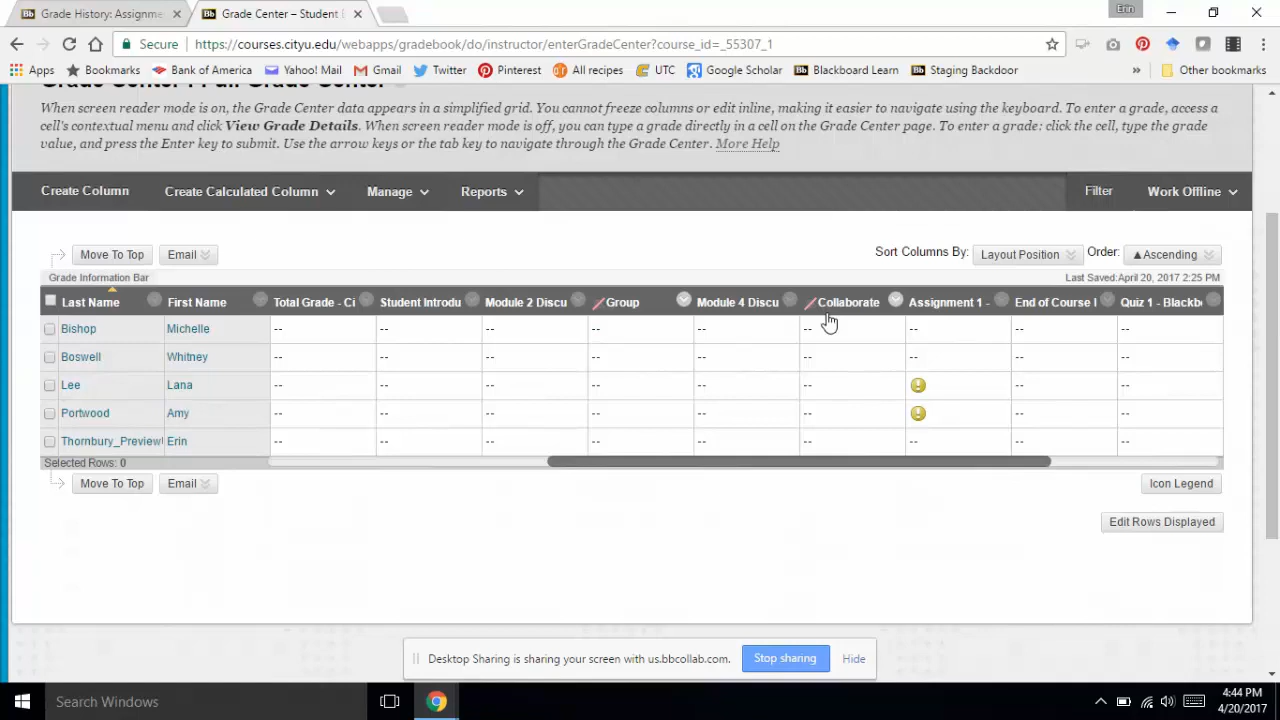 Grade History: Assignme
Grade Center – Student
Erin
Secure
https://courses.cityu.edu/webapps/gradebook/do/instructor/enterGradeCenter?course_id=_55307_1
Apps Bookmarks Bank of America Yahoo! Mail Gmail Twitter Pinterest All recipes UTC Google Scholar Blackboard Learn Staging Backdoor » Other bookmarks
When screen reader mode is on, the Grade Center data appears in a simplified grid. You cannot freeze columns or edit inline, making it easier to navigate using the keyboard. To enter a grade, access a
cell's contextual menu and click View Grade Details. When screen reader mode is off, you can type a grade directly in a cell on the Grade Center page. To enter a grade: click the cell, type the grade
value, and press the Enter key to submit. Use the arrow keys or the tab key to navigate through the Grade Center. More Help
Create Column Create Calculated Column Manage Reports Filter Work Offline
Move To Top Email Sort Columns By: Layout Position Order: ▲Ascending
Grade Information Bar Last Saved:April 20, 2017 2:25 PM
Last Name First Name Total Grade - Ci Student Introdu Module 2 Discu Group Module 4 Discu Collaborate Assignment 1 - End of Course Quiz 1 - Blackb
Bishop Michelle -- -- -- -- -- -- -- -- --
Boswell Whitney -- -- -- -- -- -- -- -- --
Lee Lana -- -- -- -- -- -- -- --
Portwood Amy -- -- -- -- -- -- -- --
Thornbury_Preview Erin -- -- -- -- -- -- -- -- --
Selected Rows: 0
Move To Top Email Icon Legend
Edit Rows Displayed
Desktop Sharing is sharing your screen with us.bbcollab.com. Stop sharing Hide
Search Windows
4:44 PM
4/20/2017